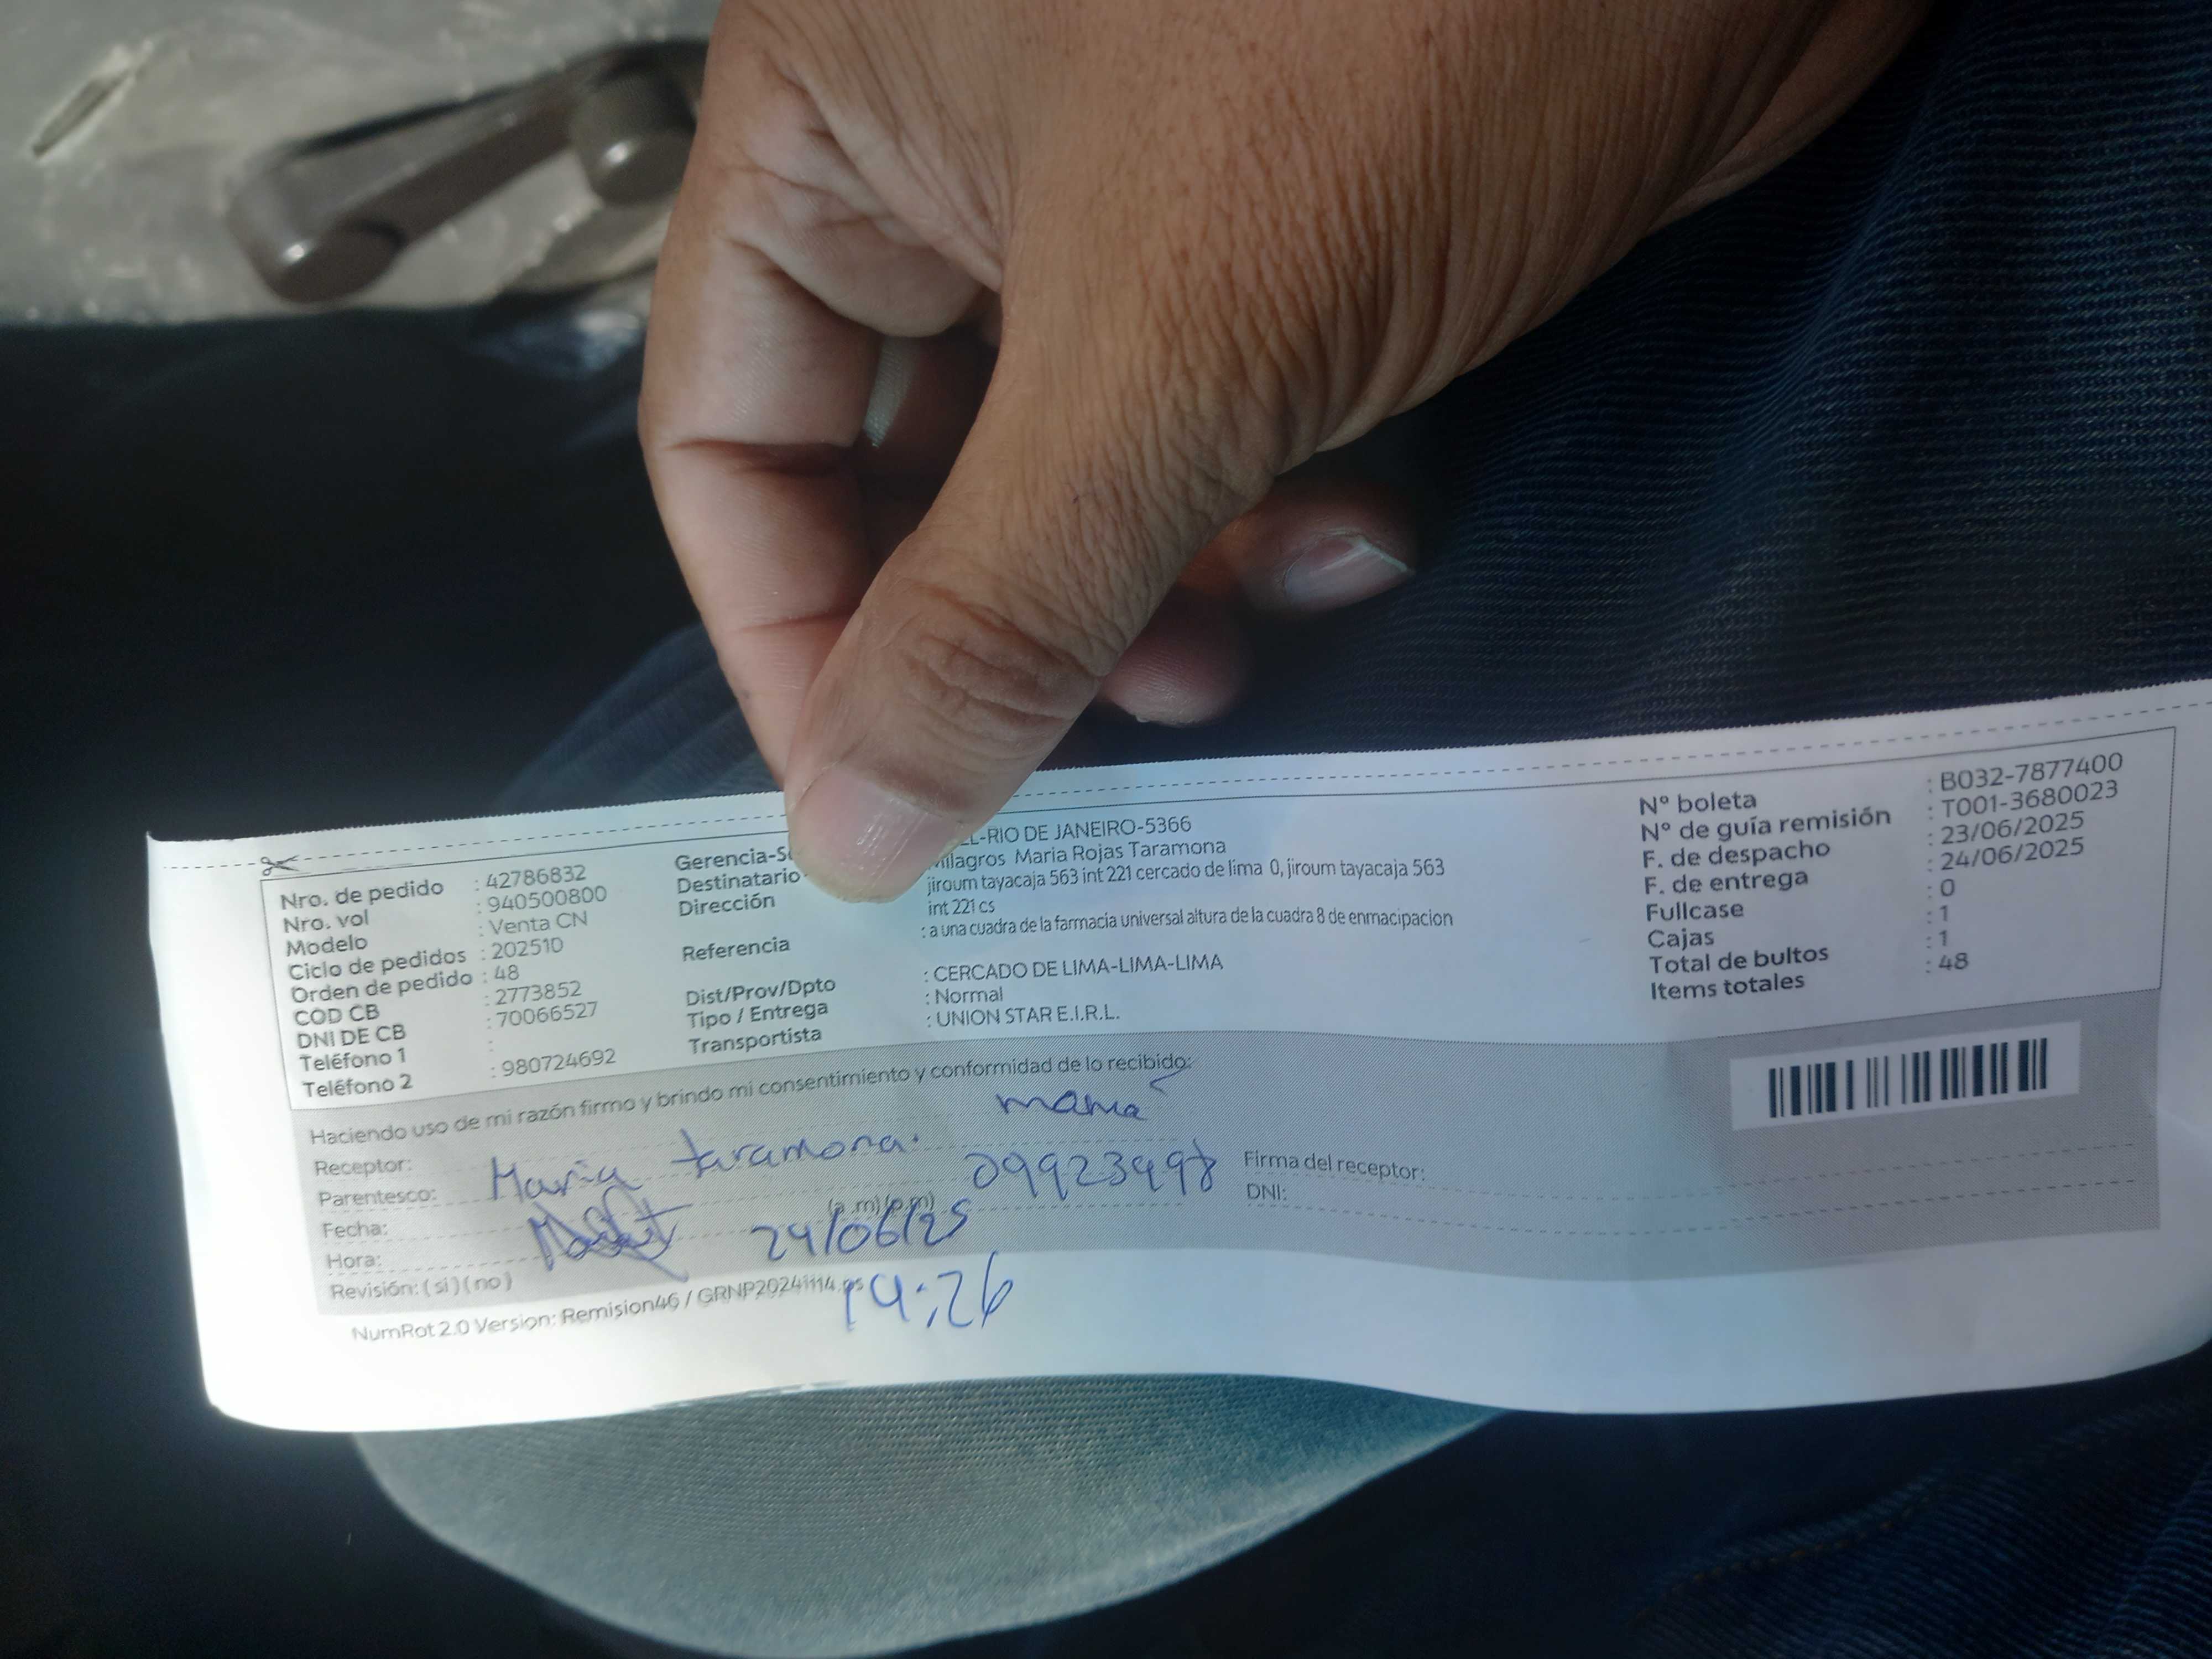 Nro. de pedido : 42786832
Nro. vol : 940500800
Modelo : Venta CN
Ciclo de pedidos : 202510
Orden de pedido : 48
COD CB : 2773852
DNI DE CB : 70066527
Teléfono 1 :
Teléfono 2 : 980724692
L-RIO DE JANEIRO-5366
Destinatario Milagros Maria Rojas Taramona
Dirección jiroum tayacaja 563 int 221 cercado de lima 0, jiroum tayacaja 563
int 221 cs
Referencia : a una cuadra de la farmacia universal altura de la cuadra 8 de enmacipacion
Dist/Prov/Dpto : CERCADO DE LIMA-LIMA-LIMA
Tipo / Entrega : Normal
Transportista : UNION STAR E.I.R.L.
N° boleta : B032-7877400
N° de guía remisión : T001-3680023
F. de despacho : 23/06/2025
F. de entrega : 24/06/2025
Fullcase : 0
Cajas : 1
Total de bultos : 1
Items totales : 48
Haciendo uso de mi razón firmo y brindo mi consentimiento y conformidad de lo recibido:
mama
Receptor: Maria taramona.
Parentesco: 
Fecha: (a.m)(p.m) 24/06/25
Hora:
Revisión: (si)(no)
Firma del receptor:
DNI:
NumRot 2.0 Version: Remision46 / GRNP20241114
14:26